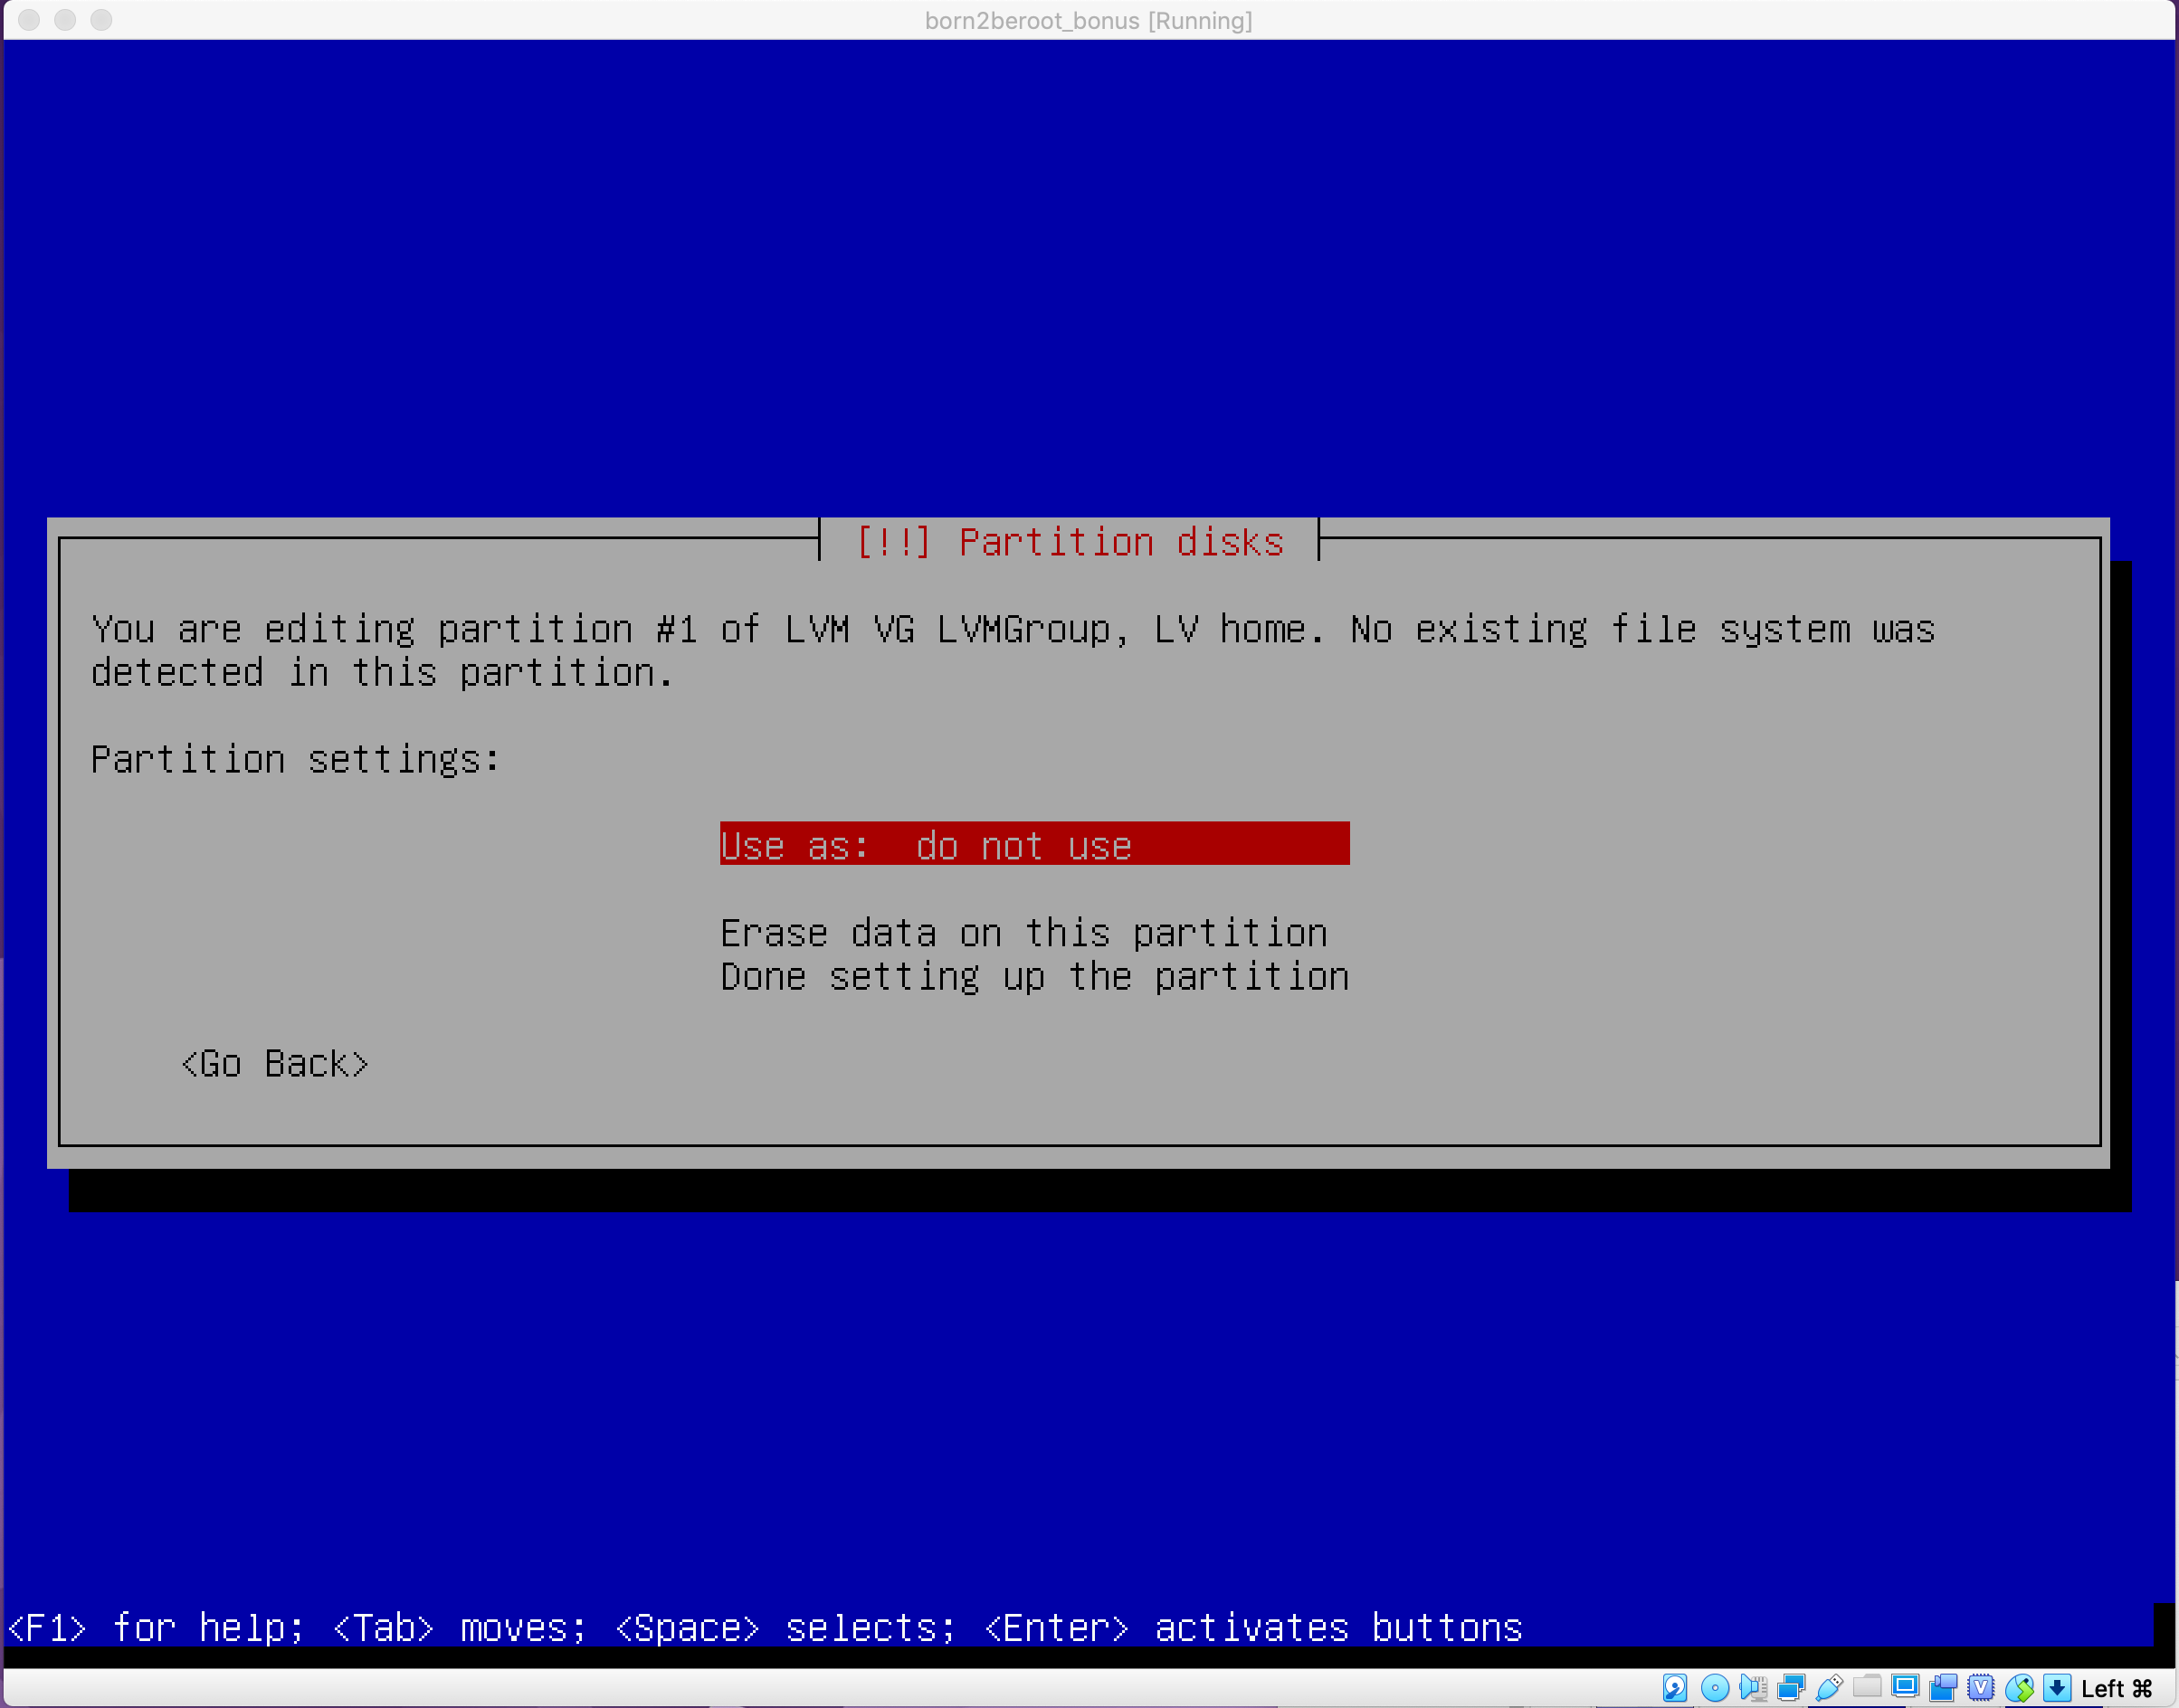 born2beroot_bonus [Running]
[!!] Partition disks
You are editing partition #1 of LVM VG LVMGroup, LV home. No existing file system was
detected in this partition.
Partition settings:
Use as: do not use
Erase data on this partition
Done setting up the partition
<Go Back>
<F1> for help; <Tab> moves; <Space> selects; <Enter> activates buttons
Left ⌘